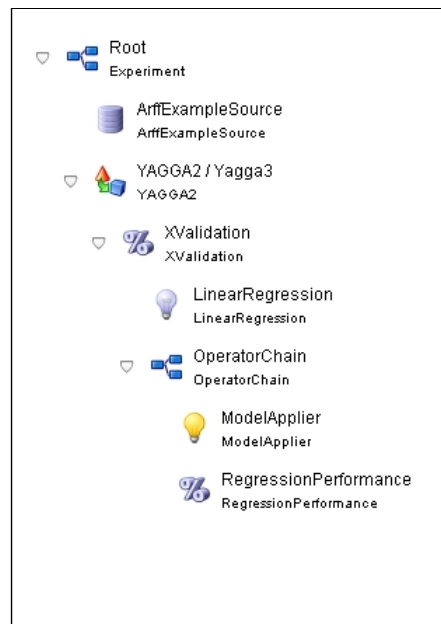 Root
Experiment
ArffExampleSource
ArffExampleSource
YAGGA2 / Yagga3
YAGGA2
XValidation
XValidation
LinearRegression
LinearRegression
OperatorChain
OperatorChain
ModelApplier
ModelApplier
RegressionPerformance
RegressionPerformance